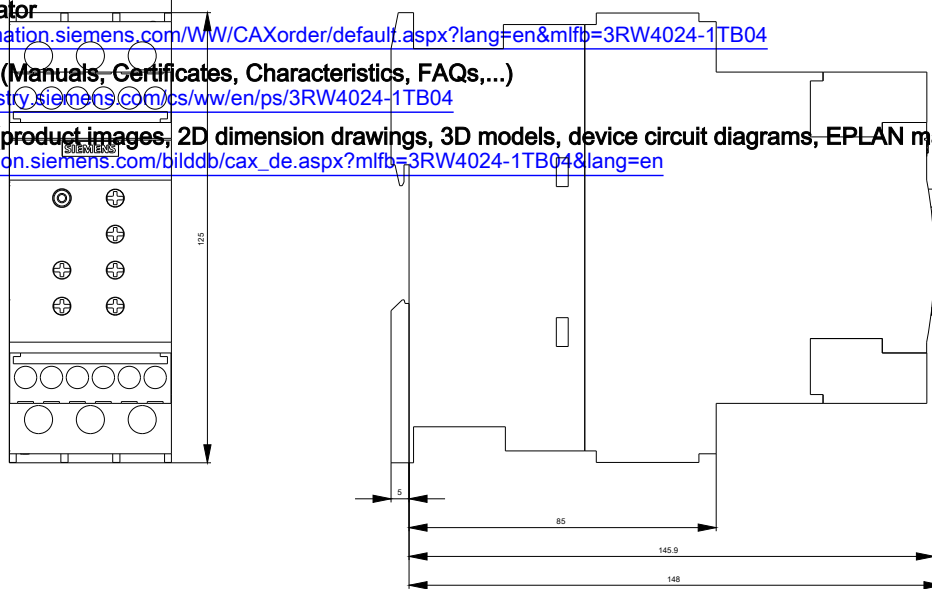 ator
nation.siemens.com/WW/CAXorder/default.aspx?lang=en&mlfb=3RW4024-1TB04
(Manuals, Certificates, Characteristics, FAQs,...)
stry.siemens.com/cs/ww/en/ps/3RW4024-1TB04
product images, 2D dimension drawings, 3D models, device circuit diagrams, EPLAN m
SIEMENS
on.siemens.com/bilddb/cax_de.aspx?mlfb=3RW4024-1TB04&lang=en
125
5
85
145.9
148